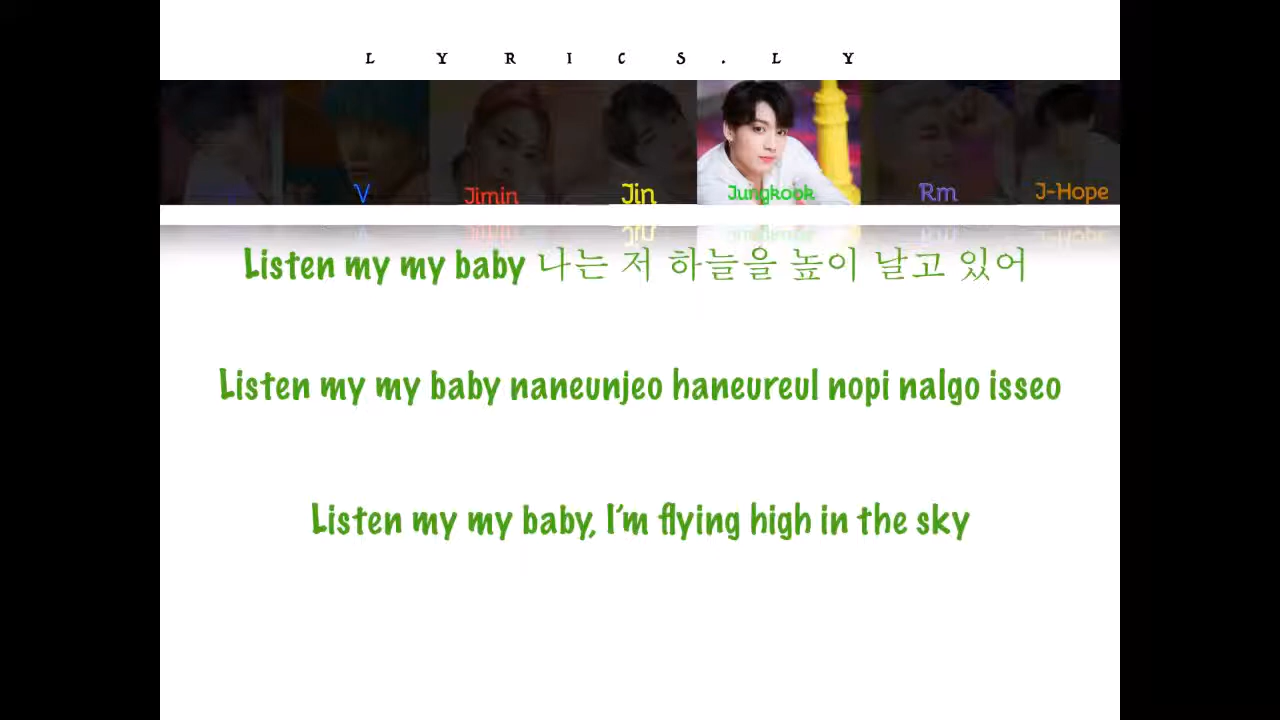 L Y R I C S . L Y
V Jimin Jin Jungkook Rm J-Hope
Listen my my baby 나는 저 하늘을 높이 날고 있어
Listen my my baby naneunjeo haneureul nopi nalgo isseo
Listen my my baby, I'm flying high in the sky